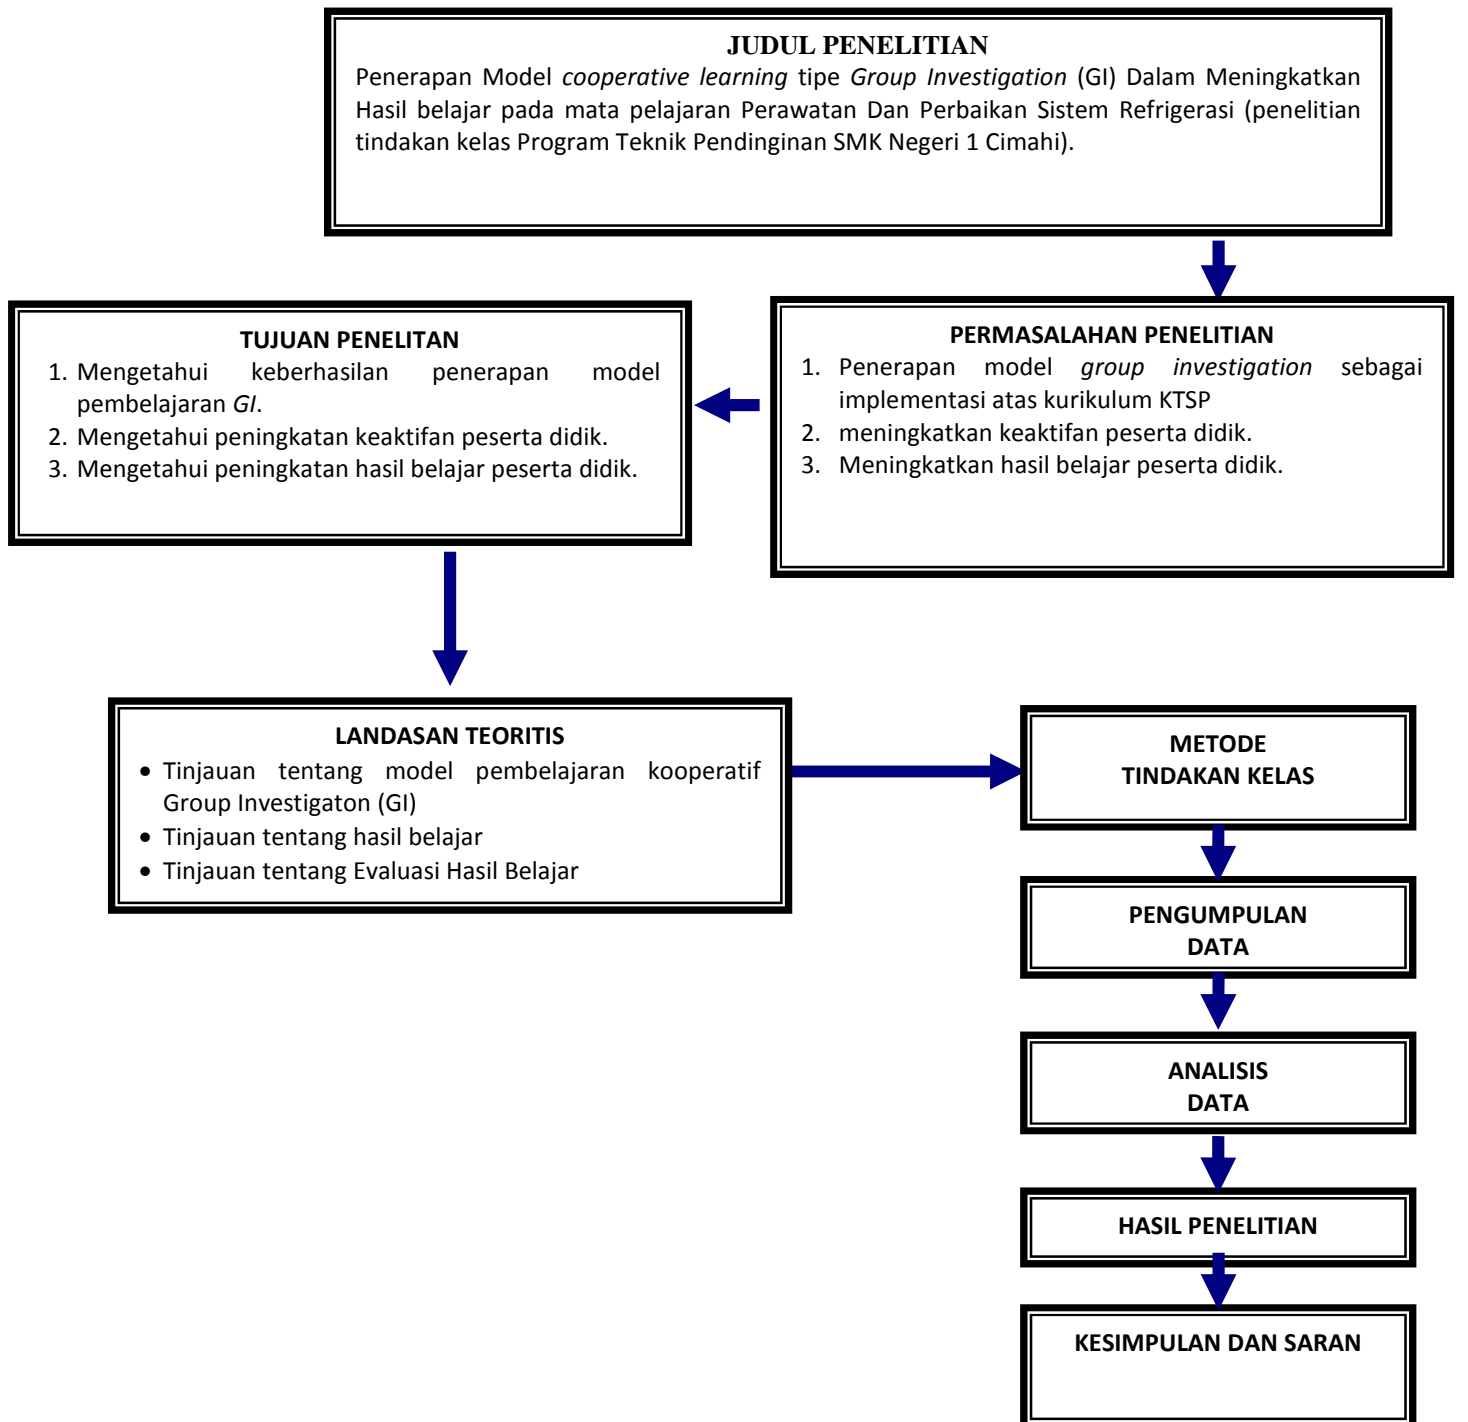 JUDUL PENELITIAN
Penerapan Model cooperative learning tipe Group Investigation (GI) Dalam Meningkatkan
Hasil belajar pada mata pelajaran Perawatan Dan Perbaikan Sistem Refrigerasi (penelitian
tindakan kelas Program Teknik Pendinginan SMK Negeri 1 Cimahi).
PERMASALAHAN PENELITIAN
1. Penerapan model group investigation sebagai
implementasi atas kurikulum KTSP
2. meningkatkan keaktifan peserta didik.
3. Meningkatkan hasil belajar peserta didik.
TUJUAN PENELITAN
1. Mengetahui keberhasilan penerapan model
pembelajaran GI.
2. Mengetahui peningkatan keaktifan peserta didik.
3. Mengetahui peningkatan hasil belajar peserta didik.
LANDASAN TEORITIS
• Tinjauan tentang model pembelajaran kooperatif
Group Investigaton (GI)
• Tinjauan tentang hasil belajar
• Tinjauan tentang Evaluasi Hasil Belajar
METODE
TINDAKAN KELAS
PENGUMPULAN
DATA
ANALISIS
DATA
HASIL PENELITIAN
KESIMPULAN DAN SARAN